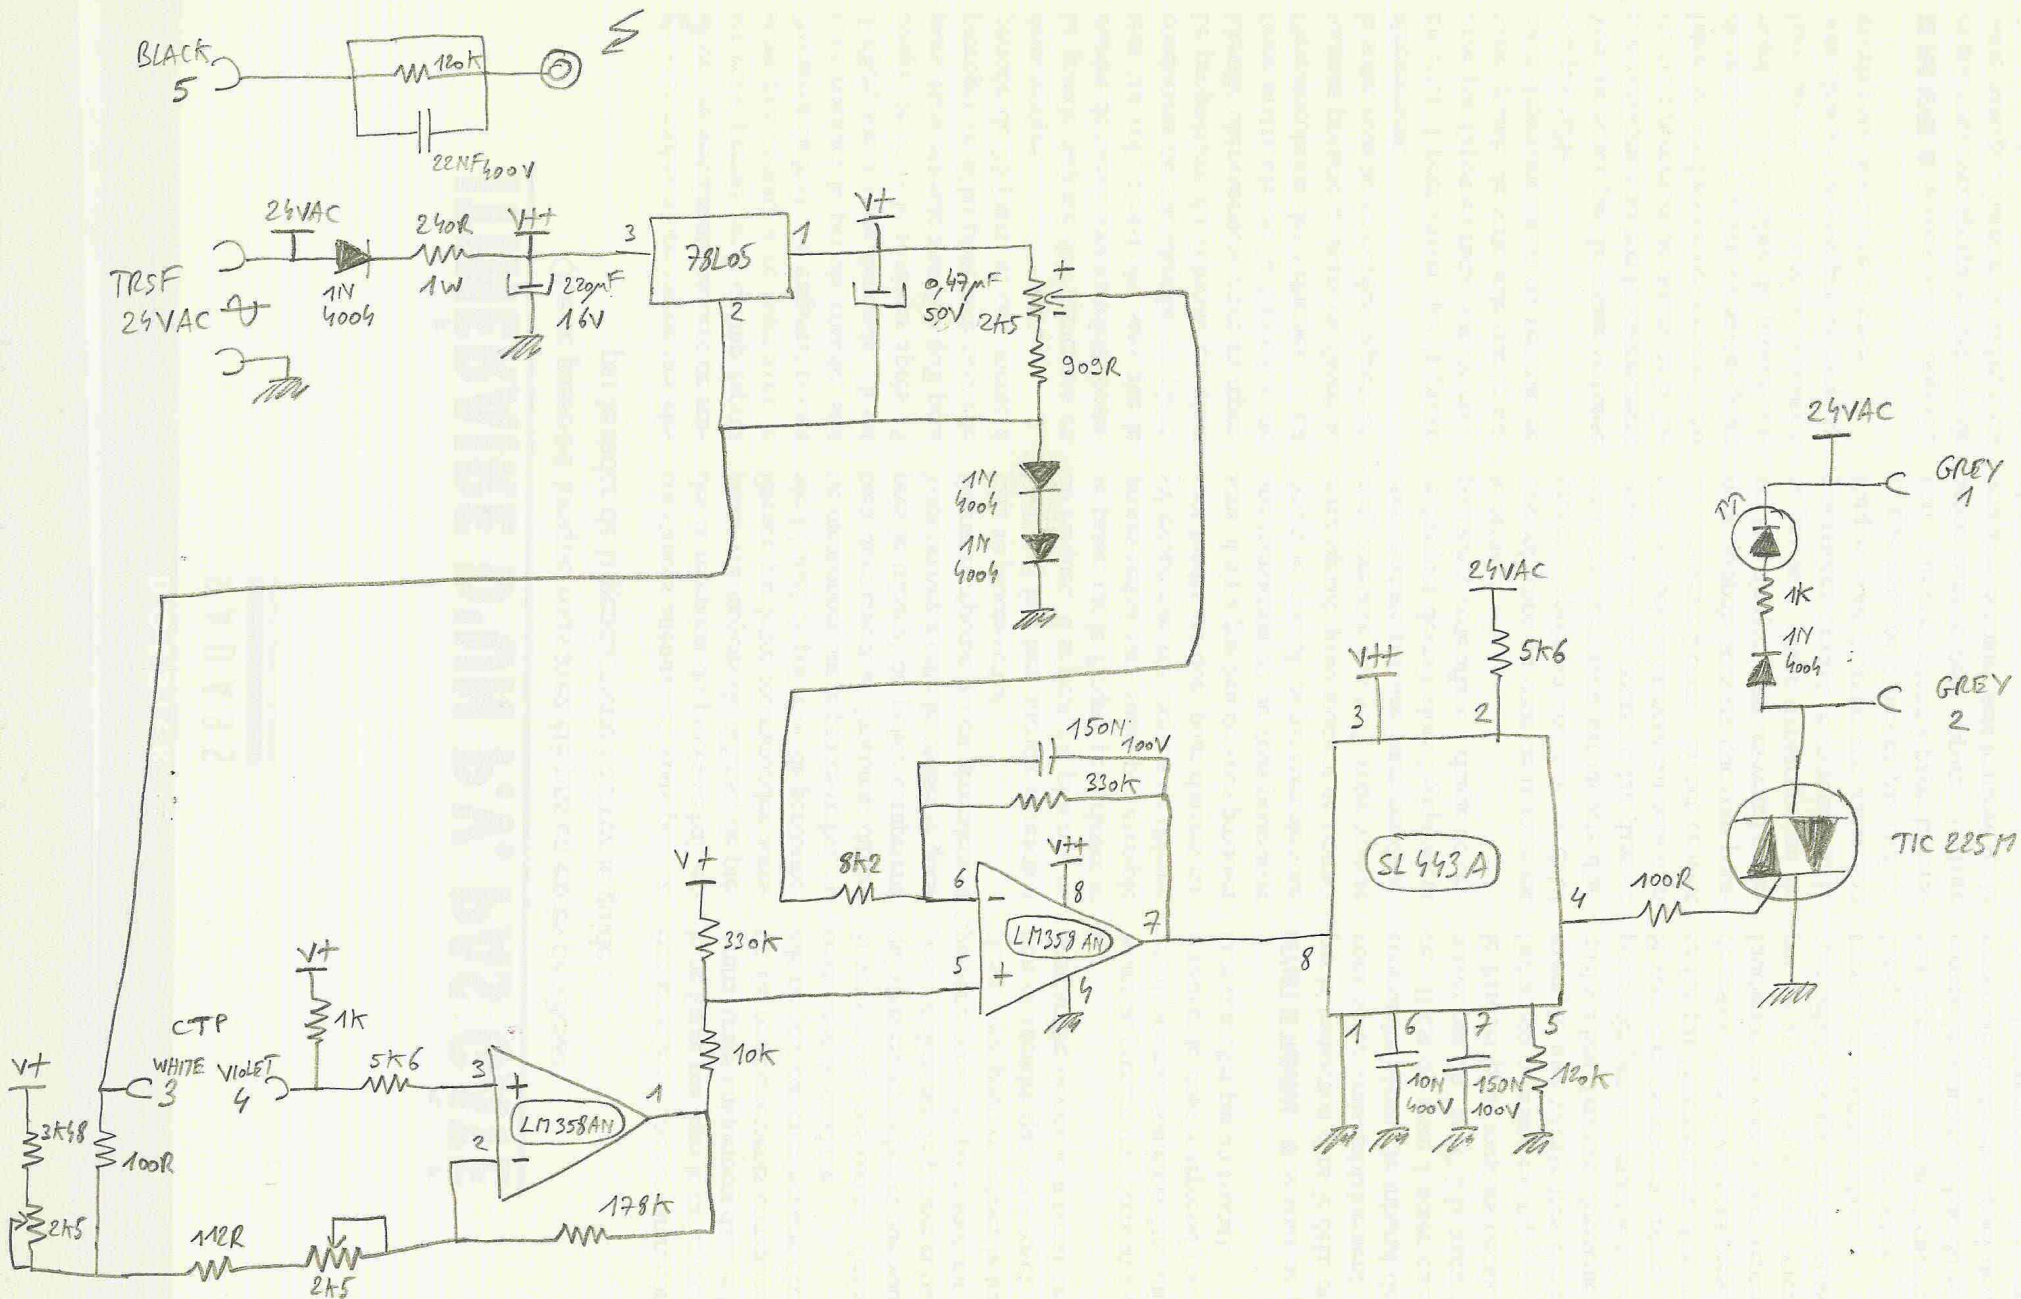 BLACK
5
120K
22NF 400V
24VAC
TRSF
24VAC
1N
4004
240R
1W
V++
220µF
16V
3
78L05
1
2
V+
0,47µF
50V
+
2K5
-
909R
1N
4004
1N
4004
24VAC
GREY
1
1K
1N
4004
GREY
2
TIC 225M
24VAC
5K6
V++
3
2
SL443A
4
100R
8
1
6
7
5
10N
400V
150N
100V
120K
150N
100V
330K
8K2
6
-
V++
8
LM358AN
7
5
+
4
V+
330K
10K
V+
1K
CTP
WHITE
3
VIOLET
4
5K6
3
+
LM358AN
1
2
-
178K
V+
3K48
2K5
100R
112R
2K5